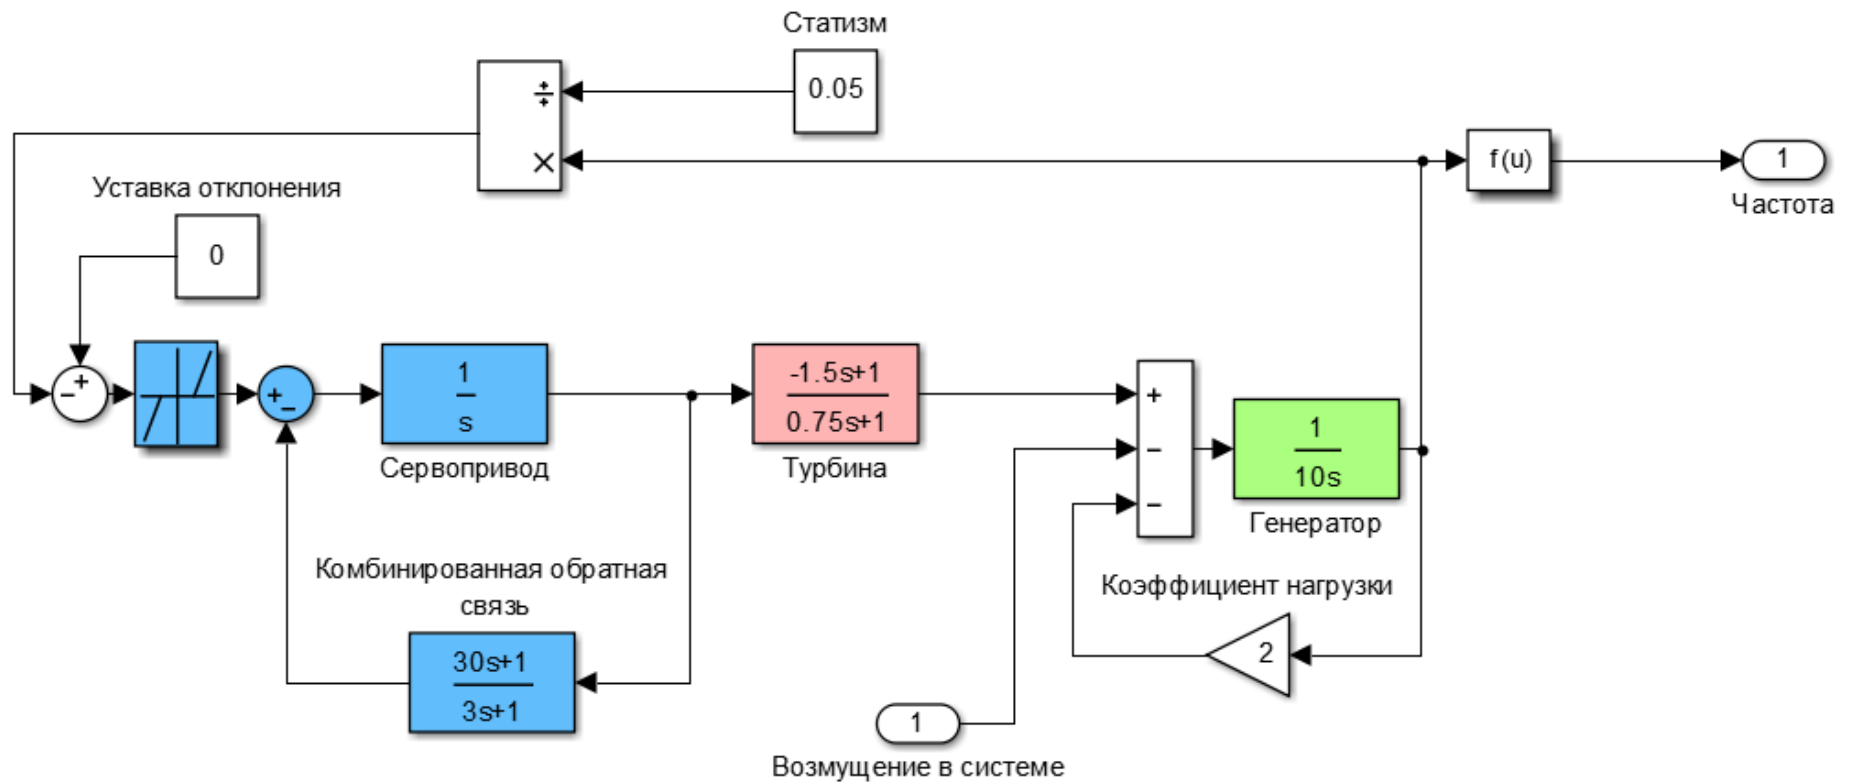 Статизм
0.05
÷
×
f(u)
1
Частота
Уставка отклонения
0
+
−
+
−
1
s
Сервопривод
-1.5s+1
0.75s+1
Турбина
+
−
−
1
10s
Генератор
Комбинированная обратная
связь
30s+1
3s+1
Коэффициент нагрузки
2
1
Возмущение в системе